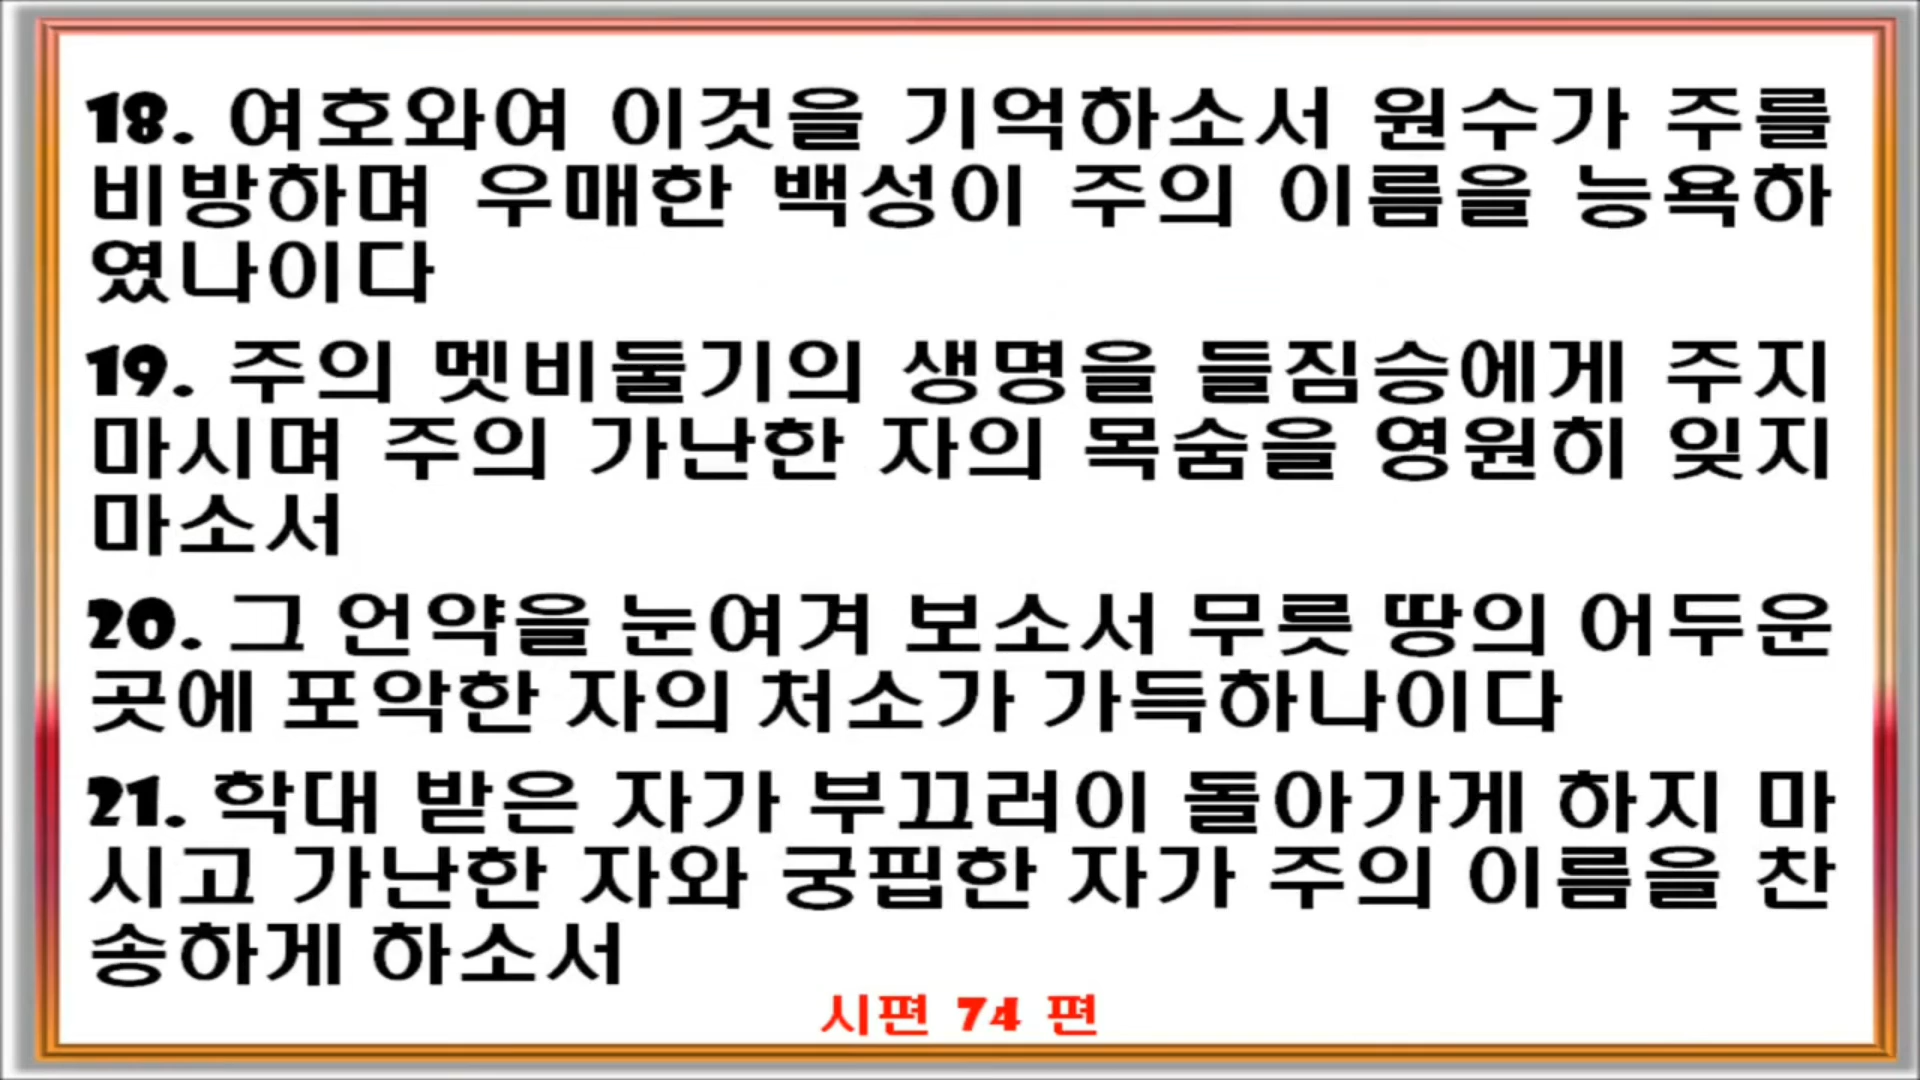 18. 여호와여 이것을 기억하소서 원수가 주를
비방하며 우매한 백성이 주의 이름을 능욕하
였나이다
19. 주의 멧비둘기의 생명을 들짐승에게 주지
마시며 주의 가난한 자의 목숨을 영원히 잊지
마소서
20. 그 언약을 눈여겨 보소서 무릇 땅의 어두운
곳에 포악한 자의 처소가 가득하나이다
21. 학대 받은 자가 부끄러이 돌아가게 하지 마
시고 가난한 자와 궁핍한 자가 주의 이름을 찬
송하게 하소서
시편 74 편